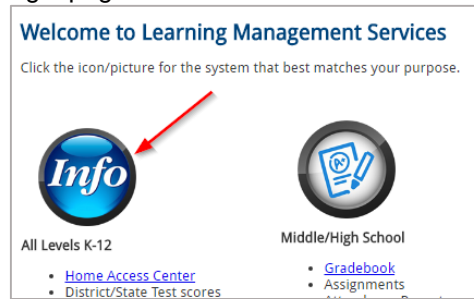 Welcome to Learning Management Services
Click the icon/picture for the system that best matches your purpose.
Info
A+
All Levels K-12
Middle/High School
• Home Access Center
• District/State Test scores
• Gradebook
• Assignments